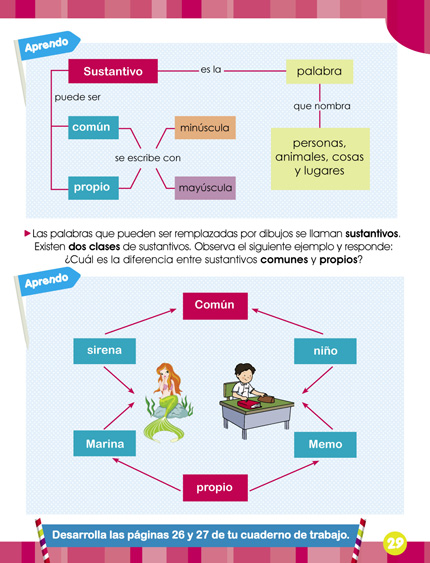 Aprendo
Sustantivo
es la
palabra
puede ser
que nombra
común
minúscula
se escribe con
personas,
animales, cosas
y lugares
propio
mayúscula
Las palabras que pueden ser remplazadas por dibujos se llaman sustantivos.
Existen dos clases de sustantivos. Observa el siguiente ejemplo y responde:
¿Cuál es la diferencia entre sustantivos comunes y propios?
Aprendo
Común
sirena
niño
Marina
Memo
propio
Desarrolla las páginas 26 y 27 de tu cuaderno de trabajo.
29